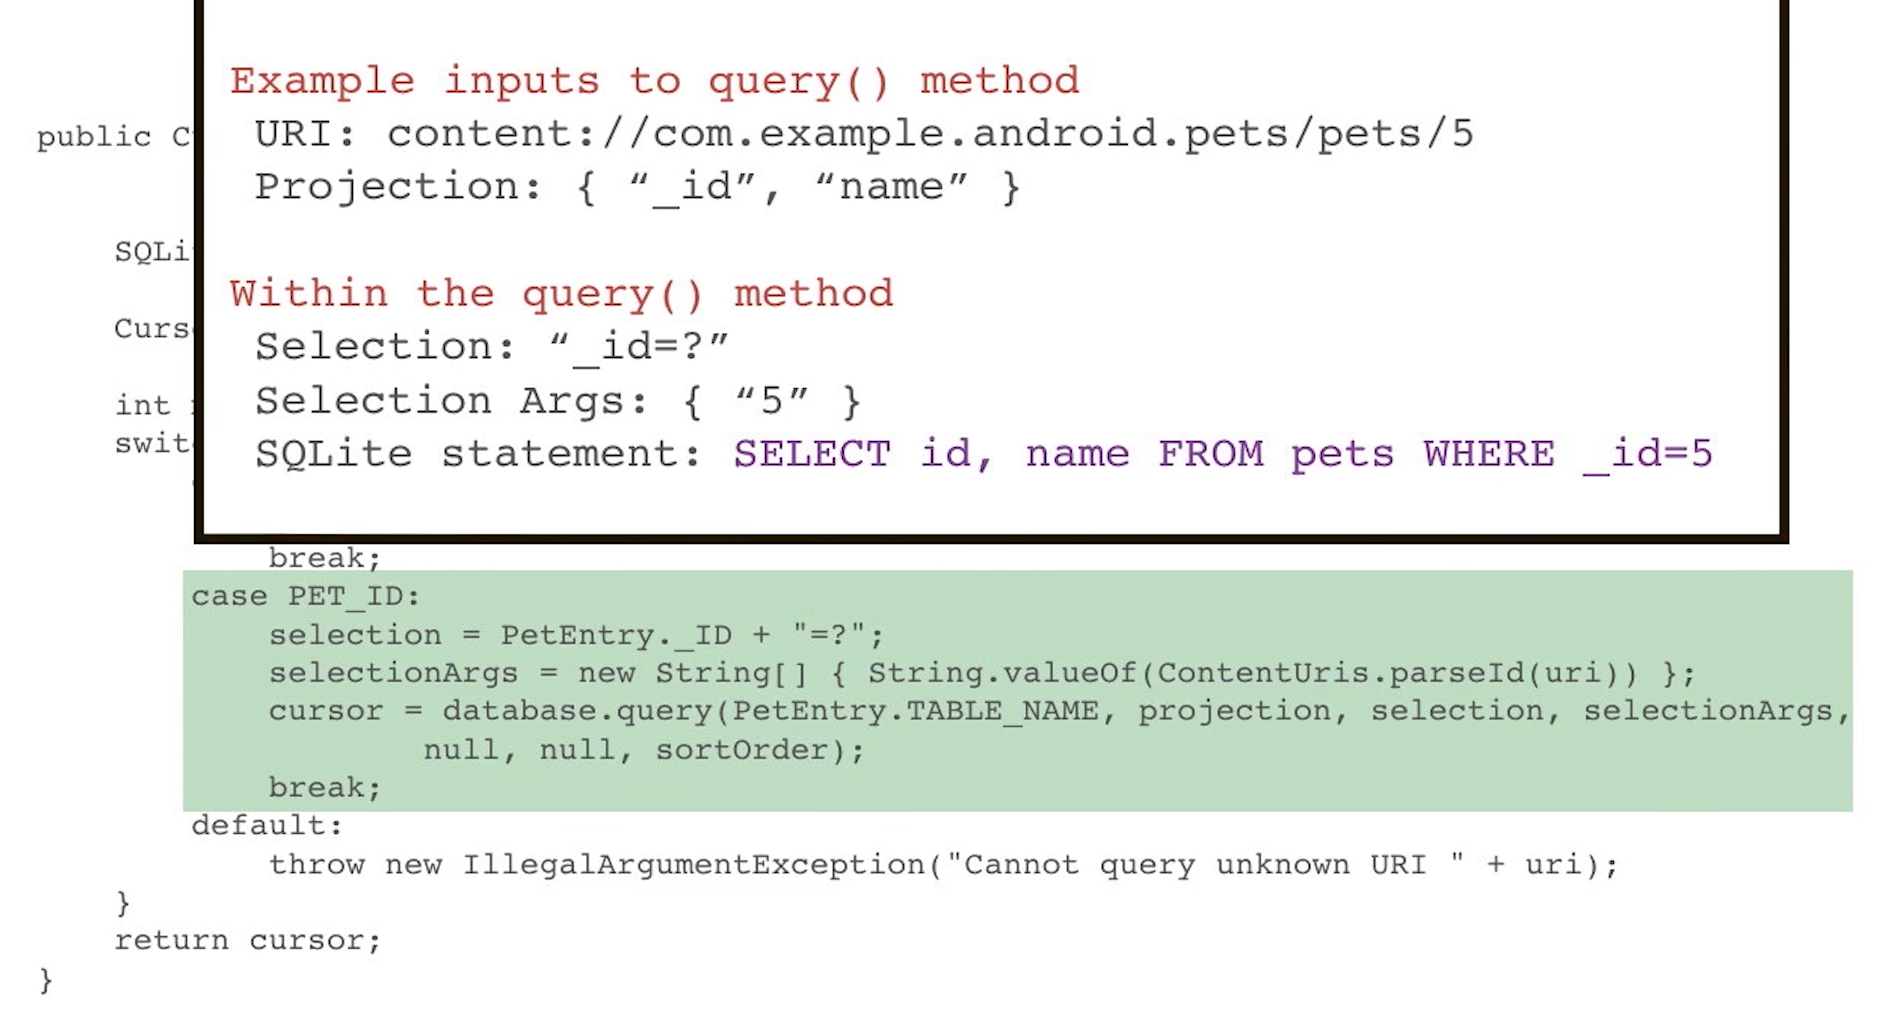 Example inputs to query() method
URI: content://com.example.android.pets/pets/5
Projection: { “_id”, “name” }
Within the query() method
Selection: “_id=?”
Selection Args: { “5” }
SQLite statement: SELECT id, name FROM pets WHERE _id=5
public C
SQLi
Curs
int
swit
break;
case PET_ID:
selection = PetEntry._ID + "=?";
selectionArgs = new String[] { String.valueOf(ContentUris.parseId(uri)) };
cursor = database.query(PetEntry.TABLE_NAME, projection, selection, selectionArgs,
null, null, sortOrder);
break;
default:
throw new IllegalArgumentException("Cannot query unknown URI " + uri);
}
return cursor;
}